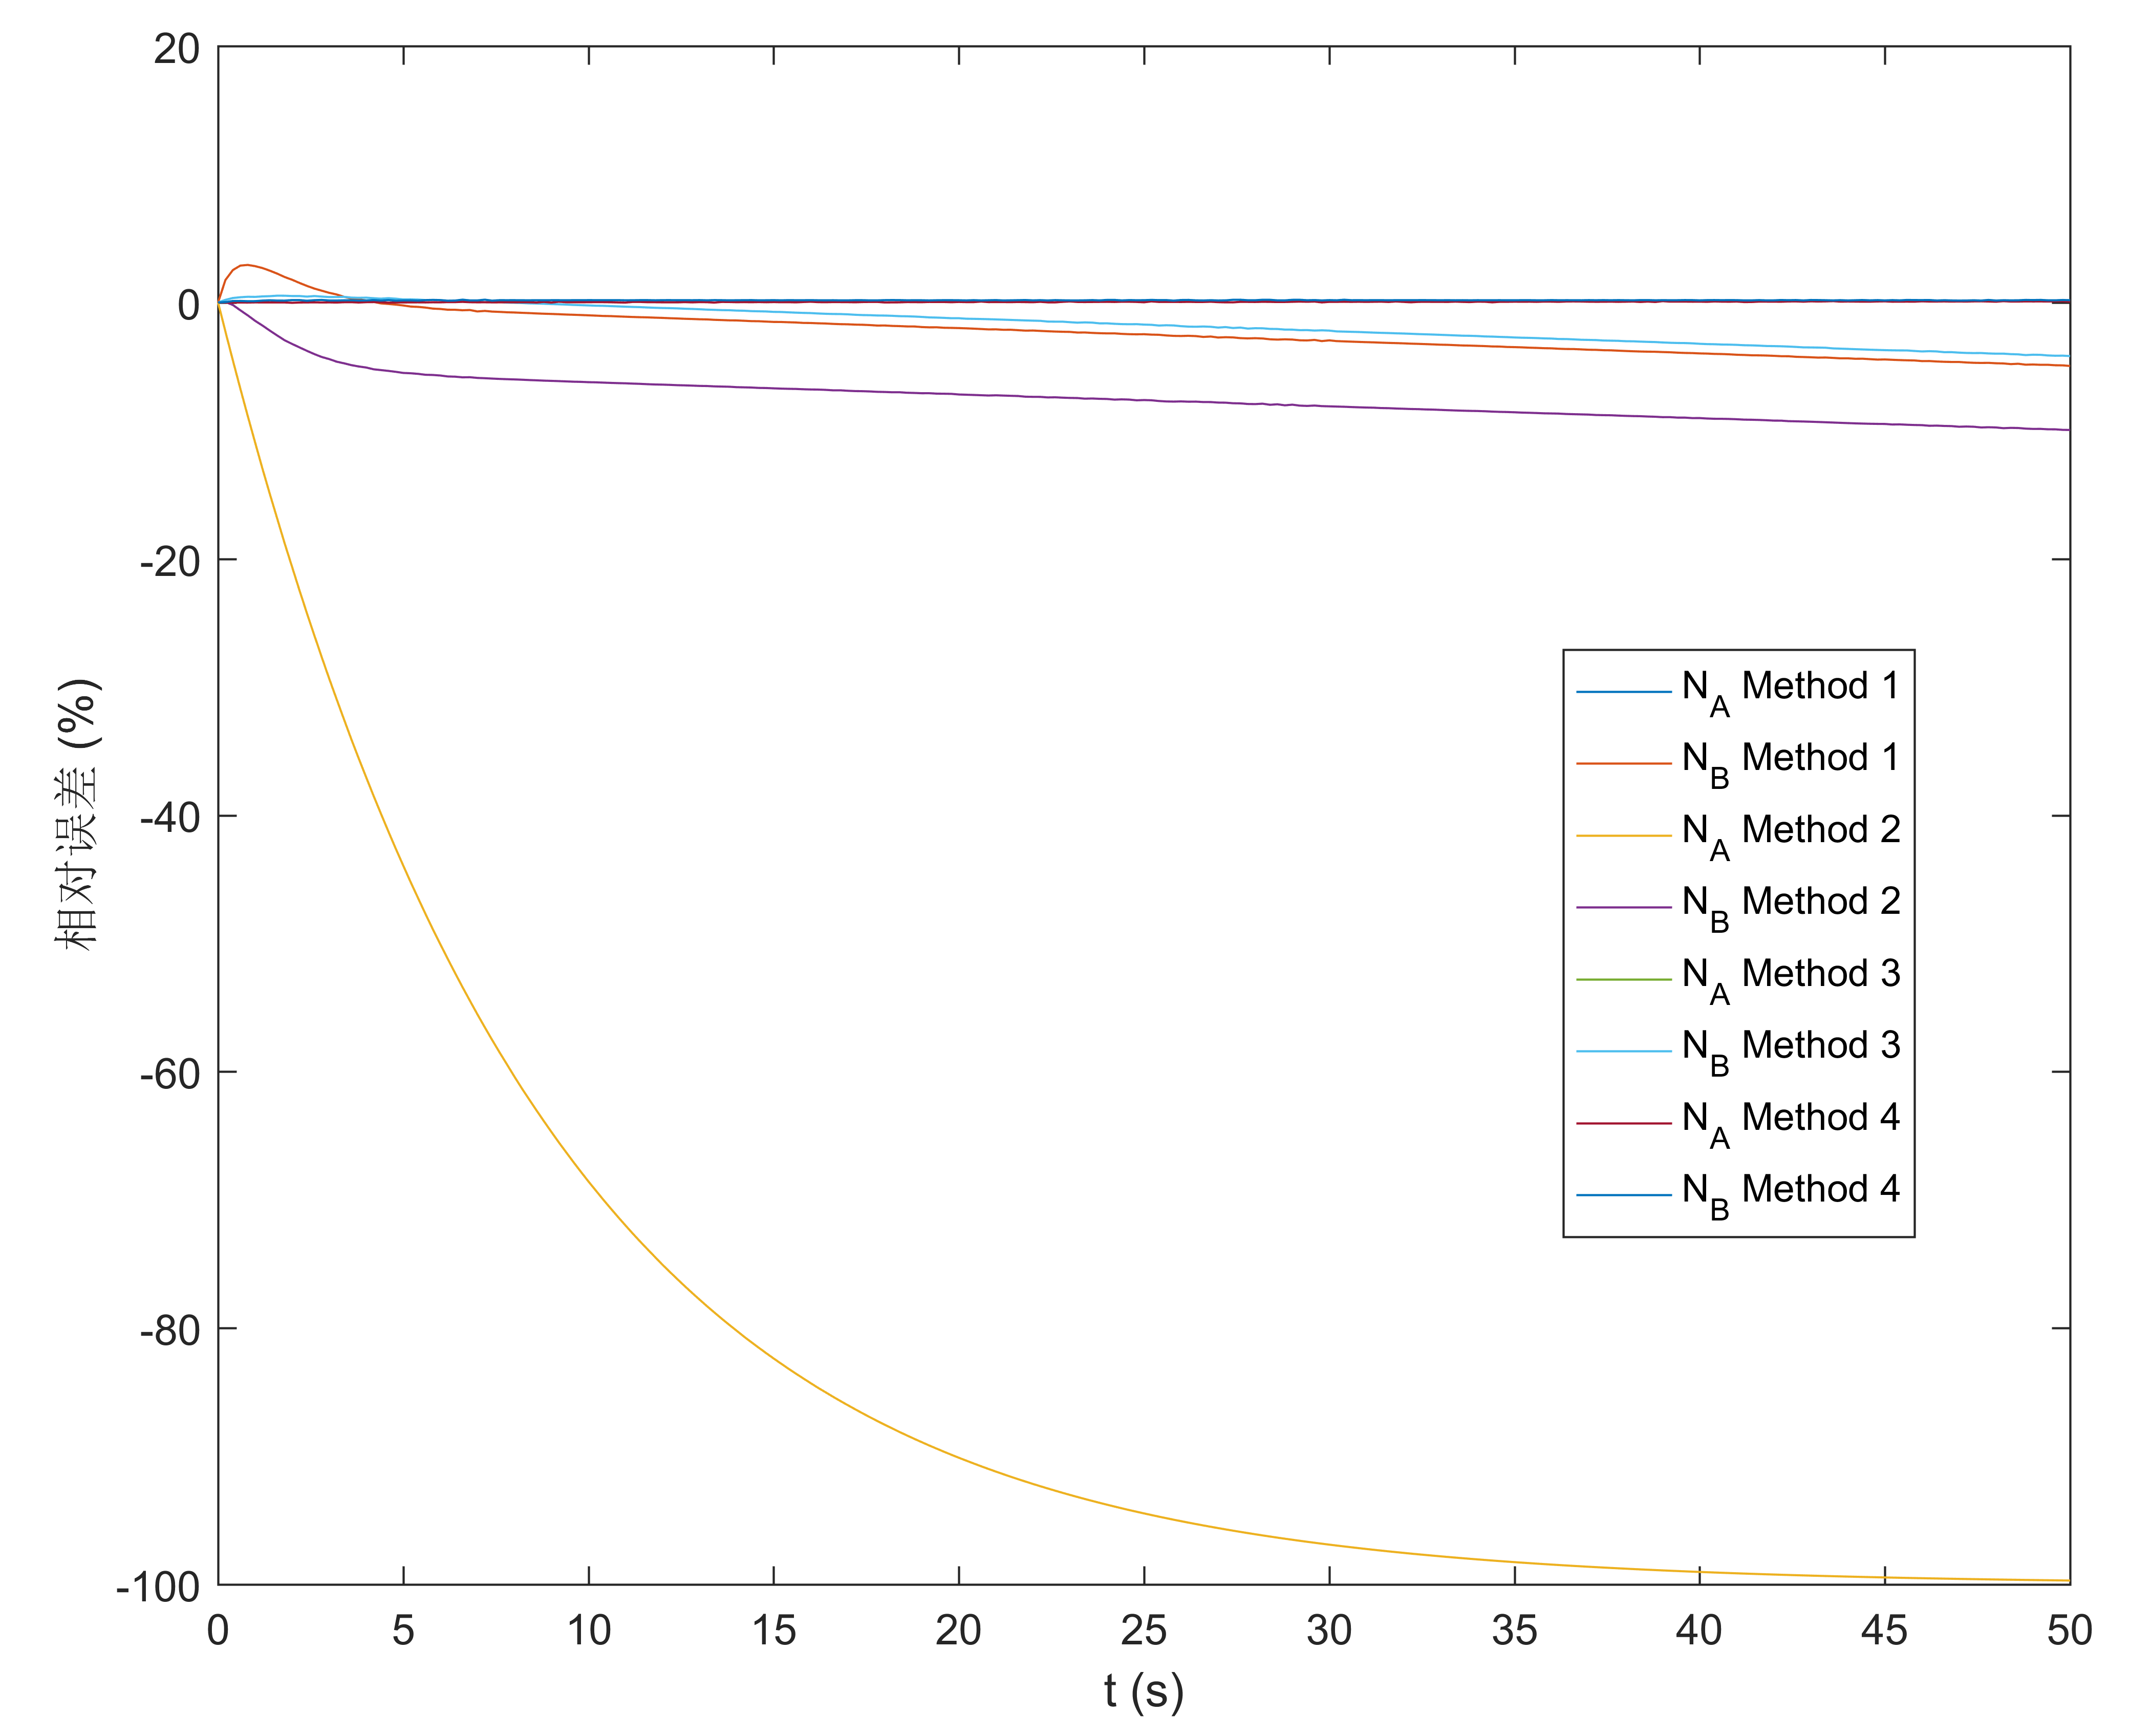 20
0
-20
-40
-60
-80
-100
相对误差 (%)
N_A Method 1
N_B Method 1
N_A Method 2
N_B Method 2
N_A Method 3
N_B Method 3
N_A Method 4
N_B Method 4
0 5 10 15 20 25 30 35 40 45 50
t (s)